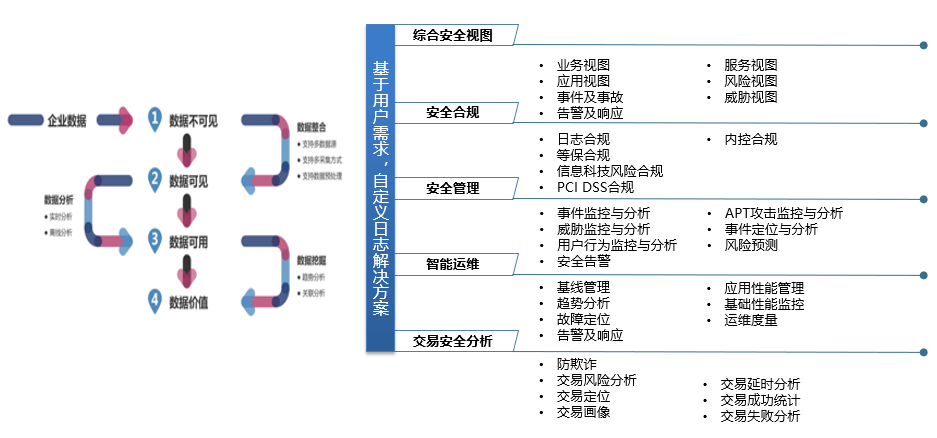 企业数据
1 数据不可见
数据整合
• 支持多数据源
• 支持多采集方式
• 支持数据预处理
2 数据可见
数据分析
• 实时分析
• 离线分析
3 数据可用
数据挖掘
• 趋势分析
• 关联分析
4 数据价值
基于用户需求，自定义日志解决方案
综合安全视图
• 业务视图
• 应用视图
• 事件及事故
• 告警及响应
• 服务视图
• 风险视图
• 威胁视图
安全合规
• 日志合规
• 等保合规
• 信息科技风险合规
• PCI DSS合规
• 内控合规
安全管理
• 事件监控与分析
• 威胁监控与分析
• 用户行为监控与分析
• 安全告警
• APT攻击监控与分析
• 事件定位与分析
• 风险预测
智能运维
• 基线管理
• 趋势分析
• 故障定位
• 告警及响应
• 应用性能管理
• 基础性能监控
• 运维度量
交易安全分析
• 防欺诈
• 交易风险分析
• 交易定位
• 交易画像
• 交易延时分析
• 交易成功统计
• 交易失败分析